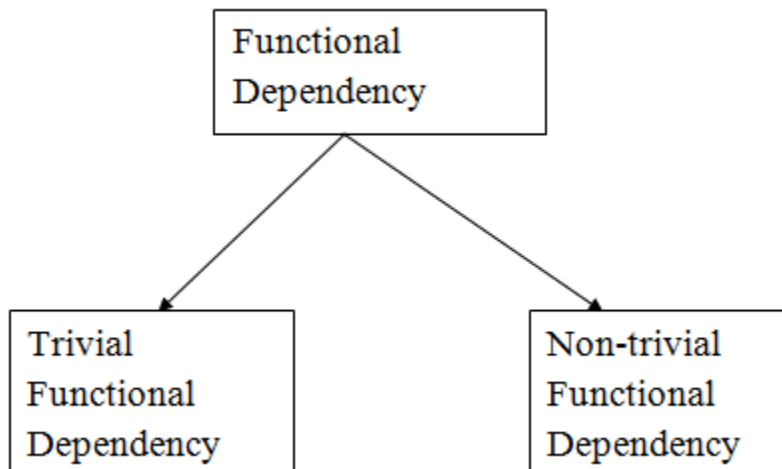 Functional
Dependency
Trivial
Functional
Dependency
Non-trivial
Functional
Dependency